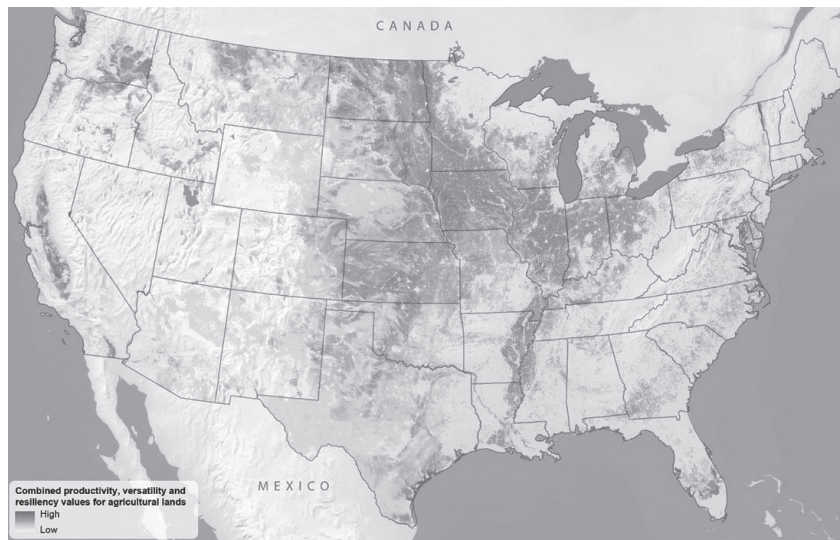 CANADA
MEXICO
Combined productivity, versatility and
resiliency values for agricultural lands
High
Low